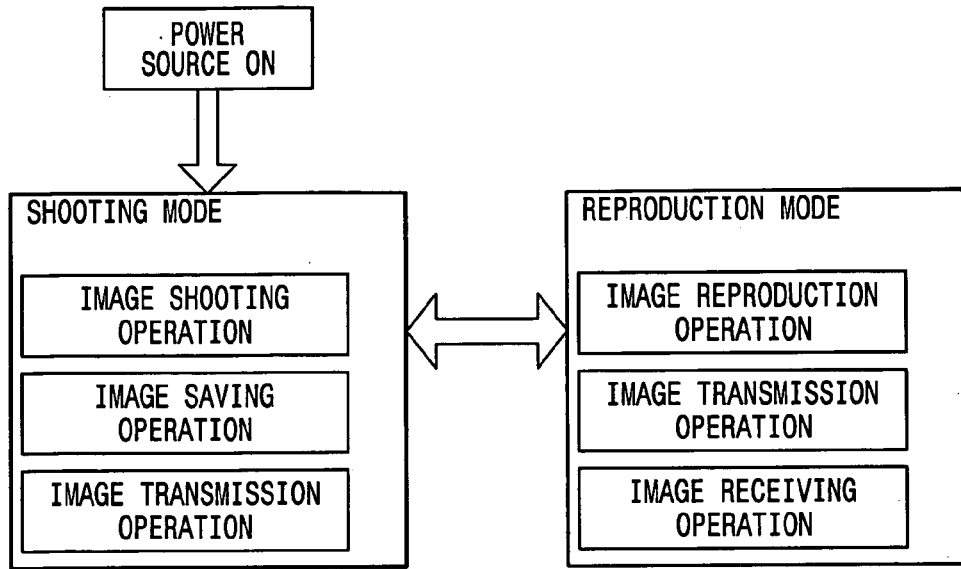 POWER
SOURCE ON
SHOOTING MODE
IMAGE SHOOTING
OPERATION
IMAGE SAVING
OPERATION
IMAGE TRANSMISSION
OPERATION
REPRODUCTION MODE
IMAGE REPRODUCTION
OPERATION
IMAGE TRANSMISSION
OPERATION
IMAGE RECEIVING
OPERATION